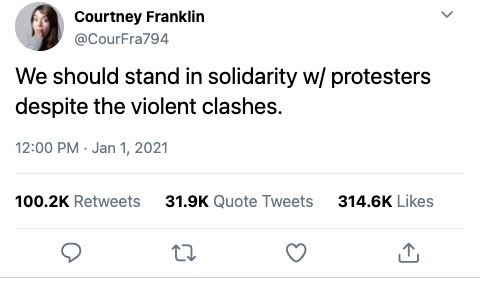 Courtney Franklin
@CourFra794
We should stand in solidarity w/ protesters
despite the violent clashes.
12:00 PM · Jan 1, 2021
100.2K Retweets 31.9K Quote Tweets 314.6K Likes